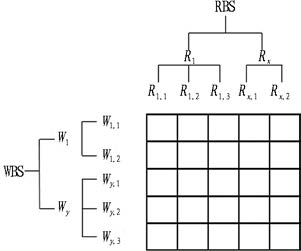 RBS
R1 Rx
R1,1 R1,2 R1,3 Rx,1 Rx,2
W1,1
W1
W1,2
WBS
Wy,1
Wy Wy,2
Wy,3